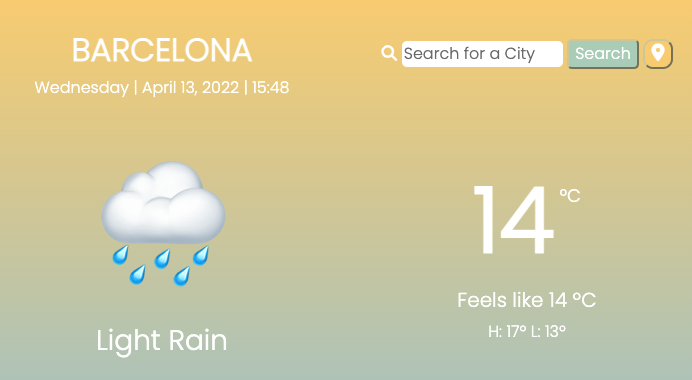 BARCELONA
Search for a City
Search
Wednesday | April 13, 2022 | 15:48
14 °C
Feels like 14 °C
H: 17° L: 13°
Light Rain